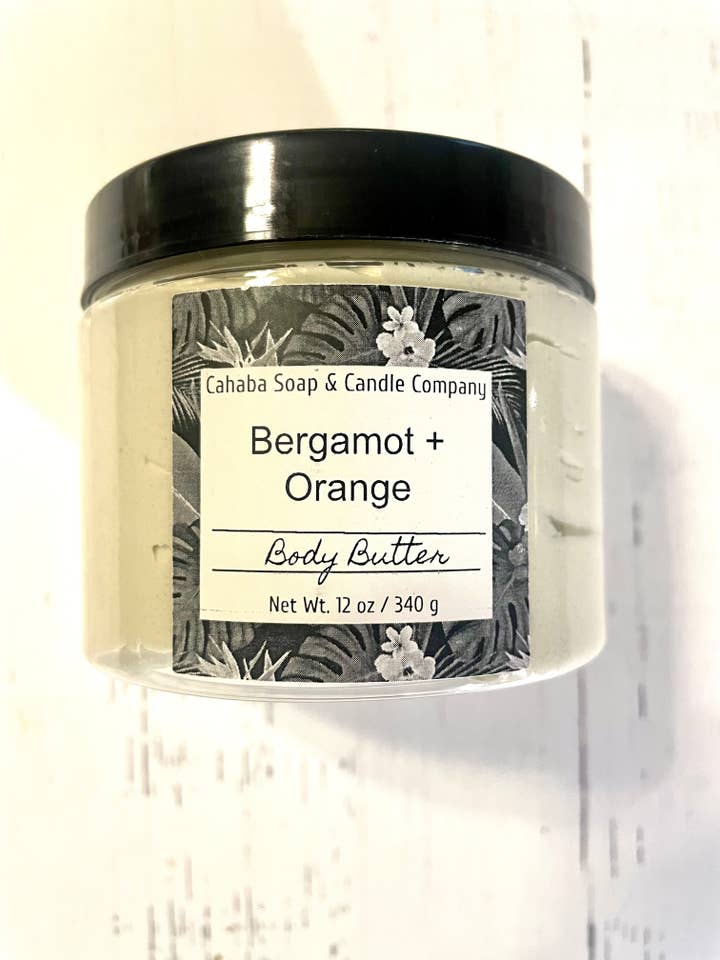 Cahaba Soap & Candle Company
Bergamot +
Orange
Body Butter
Net Wt. 12 oz / 340 g